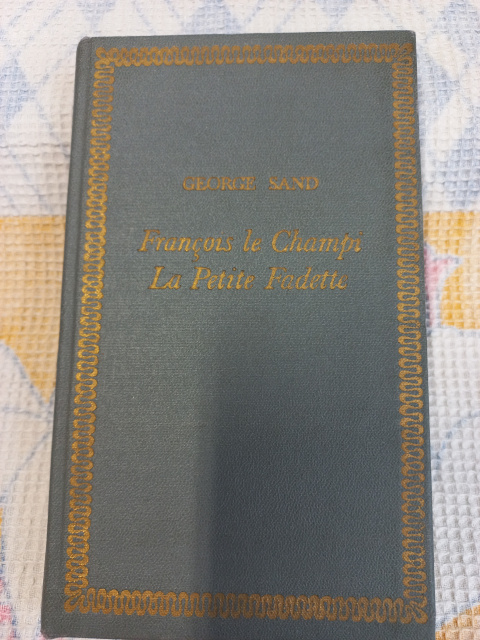 GEORGE SAND
François le Champi
La Petite Fadette